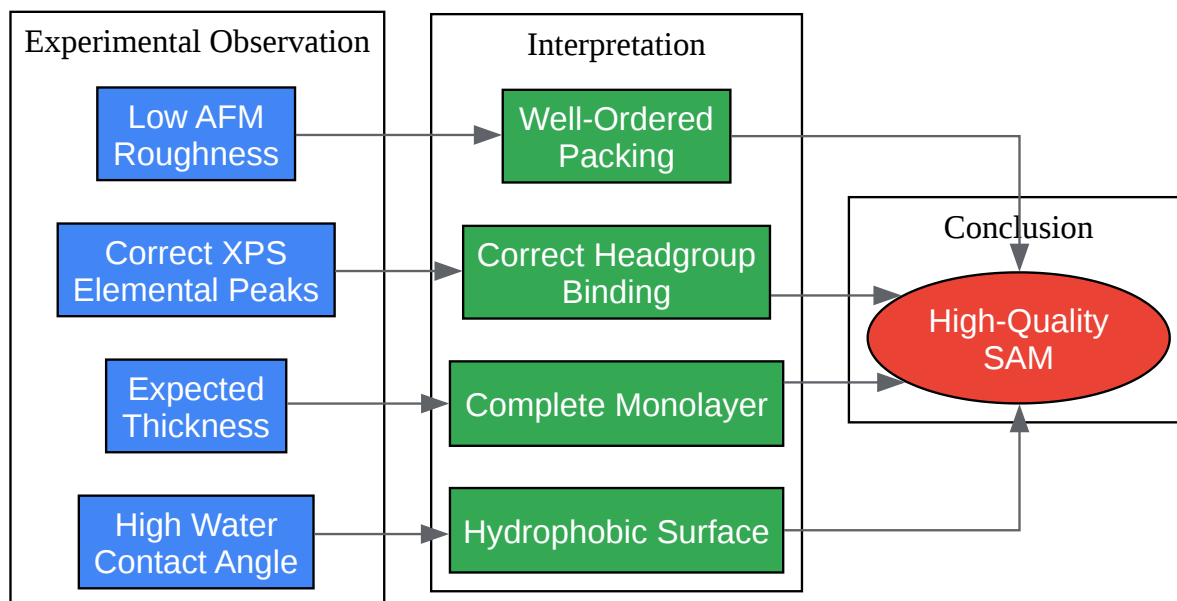 Experimental Observation
Low AFM
Roughness
Correct XPS
Elemental Peaks
Expected
Thickness
High Water
Contact Angle
Interpretation
Well-Ordered
Packing
Correct Headgroup
Binding
Complete Monolayer
Hydrophobic Surface
Conclusion
High-Quality
SAM